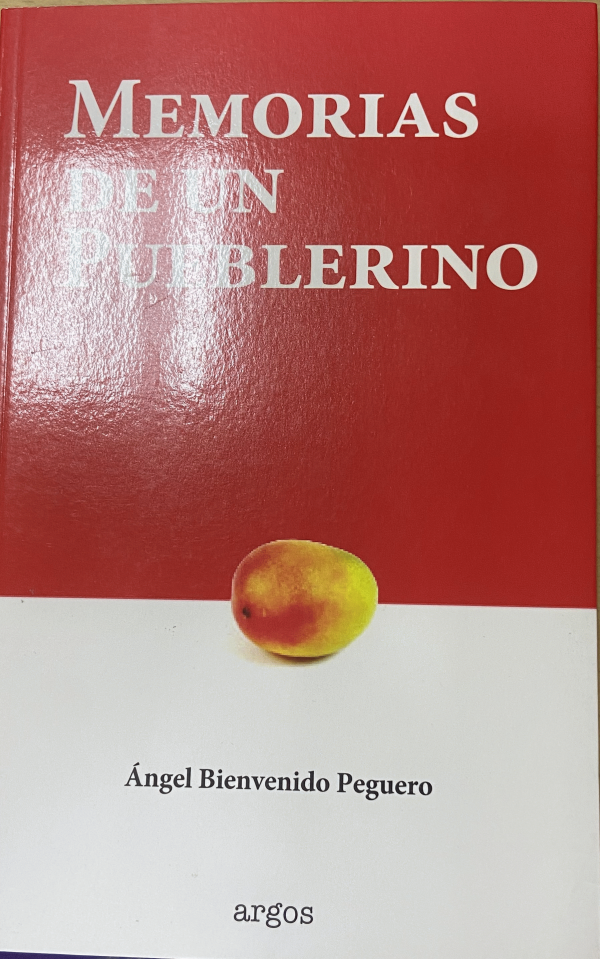 MEMORIAS
DE UN
PUEBLERINO
Ángel Bienvenido Peguero
argos